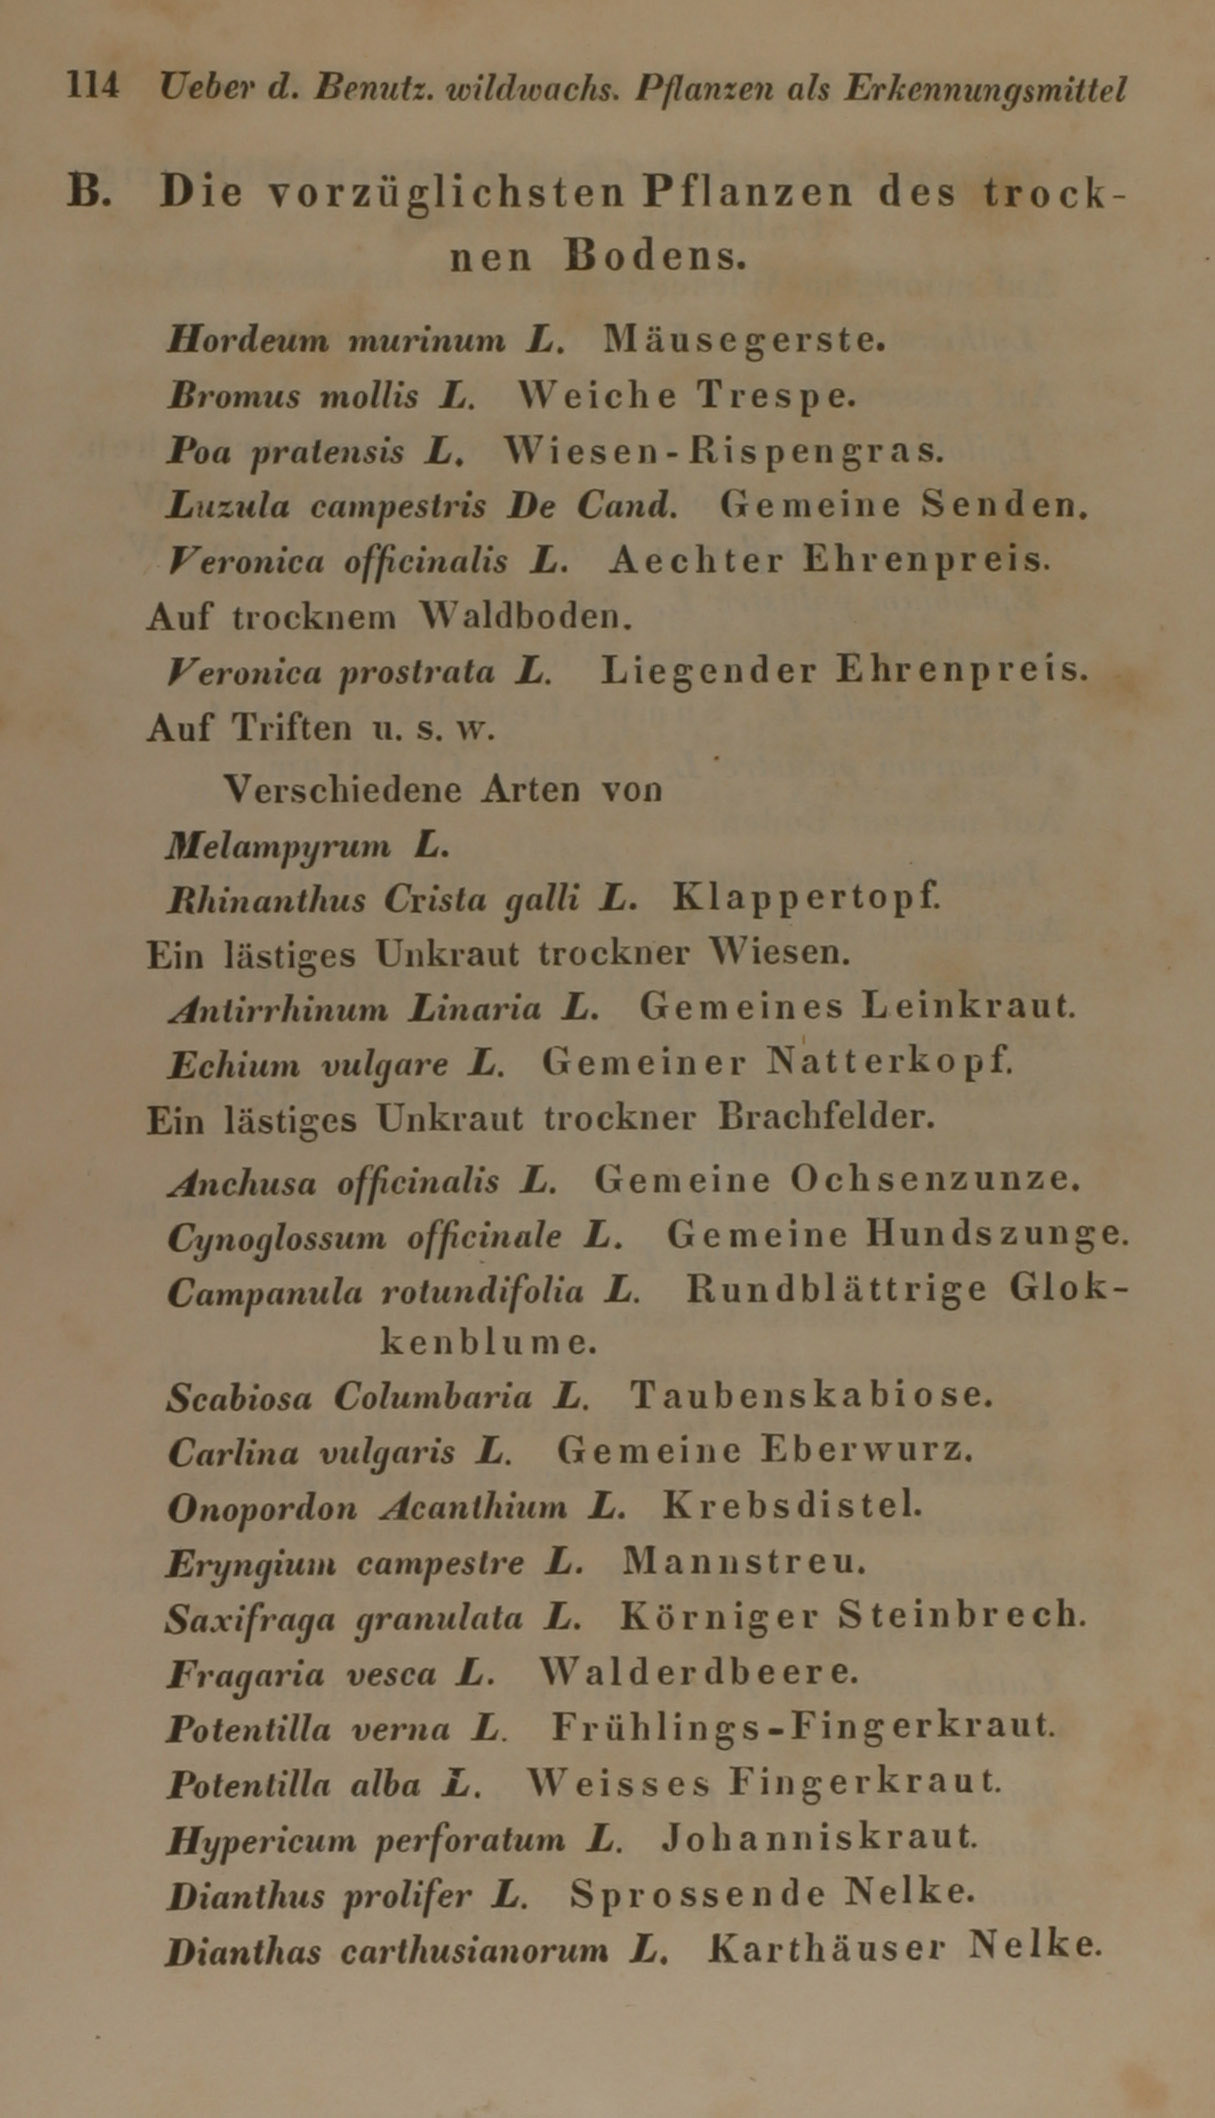 114 Ueber d. Benutz. wildwachs. Pflanzen als Erkennungsmittel
B. Die vorzüglichsten Pflanzen des trock-
nen Bodens.
Hordeum murinum L. Mäusegerste.
Bromus mollis L. Weiche Trespe.
Poa pratensis L. Wiesen-Rispengras.
Luzula campestris De Cand. Gemeine Senden.
Veronica officinalis L. Aechter Ehrenpreis.
Auf trocknem Waldboden.
Veronica prostrata L. Liegender Ehrenpreis.
Auf Triften u. s. w.
Verschiedene Arten von
Melampyrum L.
Rhinanthus Crista galli L. Klappertopf.
Ein lästiges Unkraut trockner Wiesen.
Antirrhinum Linaria L. Gemeines Leinkraut.
Echium vulgare L. Gemeiner Natterkopf.
Ein lästiges Unkraut trockner Brachfelder.
Anchusa officinalis L. Gemeine Ochsenzunze.
Cynoglossum officinale L. Gemeine Hundszunge.
Campanula rotundifolia L. Rundblättrige Glok-
kenblume.
Scabiosa Columbaria L. Taubenskabiose.
Carlina vulgaris L. Gemeine Eberwurz.
Onopordon Acanthium L. Krebsdistel.
Eryngium campestre L. Mannstreu.
Saxifraga granulata L. Körniger Steinbrech.
Fragaria vesca L. Walderdbeere.
Potentilla verna L. Frühlings-Fingerkraut.
Potentilla alba L. Weisses Fingerkraut.
Hypericum perforatum L. Johanniskraut.
Dianthus prolifer L. Sprossende Nelke.
Dianthas carthusianorum L. Karthäuser Nelke.